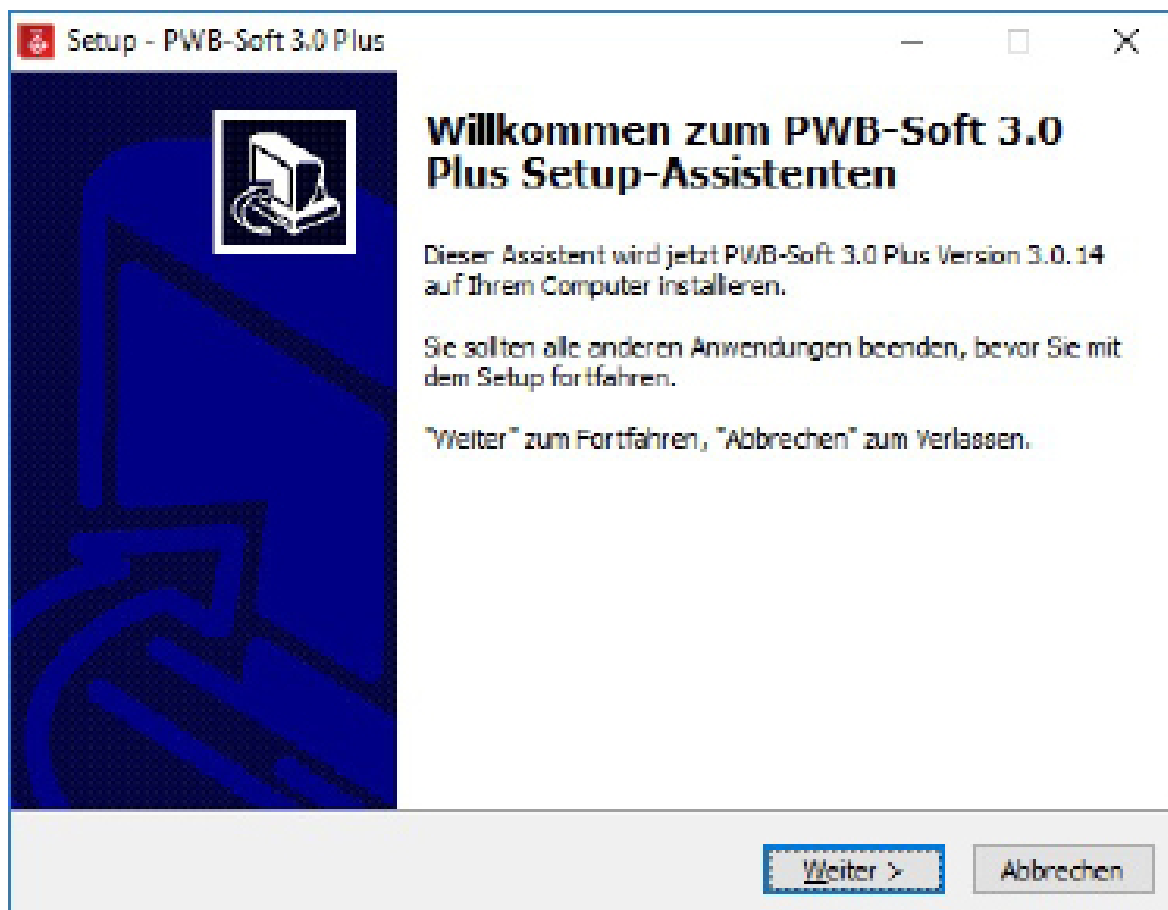 Setup - PWB-Soft 3.0 Plus
Willkommen zum PWB-Soft 3.0
Plus Setup-Assistenten
Dieser Assistent wird jetzt PWB-Soft 3.0 Plus Version 3.0.14
auf Ihrem Computer installieren.
Sie sollten alle anderen Anwendungen beenden, bevor Sie mit
dem Setup fortfahren.
"Weiter" zum Fortfahren, "Abbrechen" zum Verlassen.
Weiter >
Abbrechen